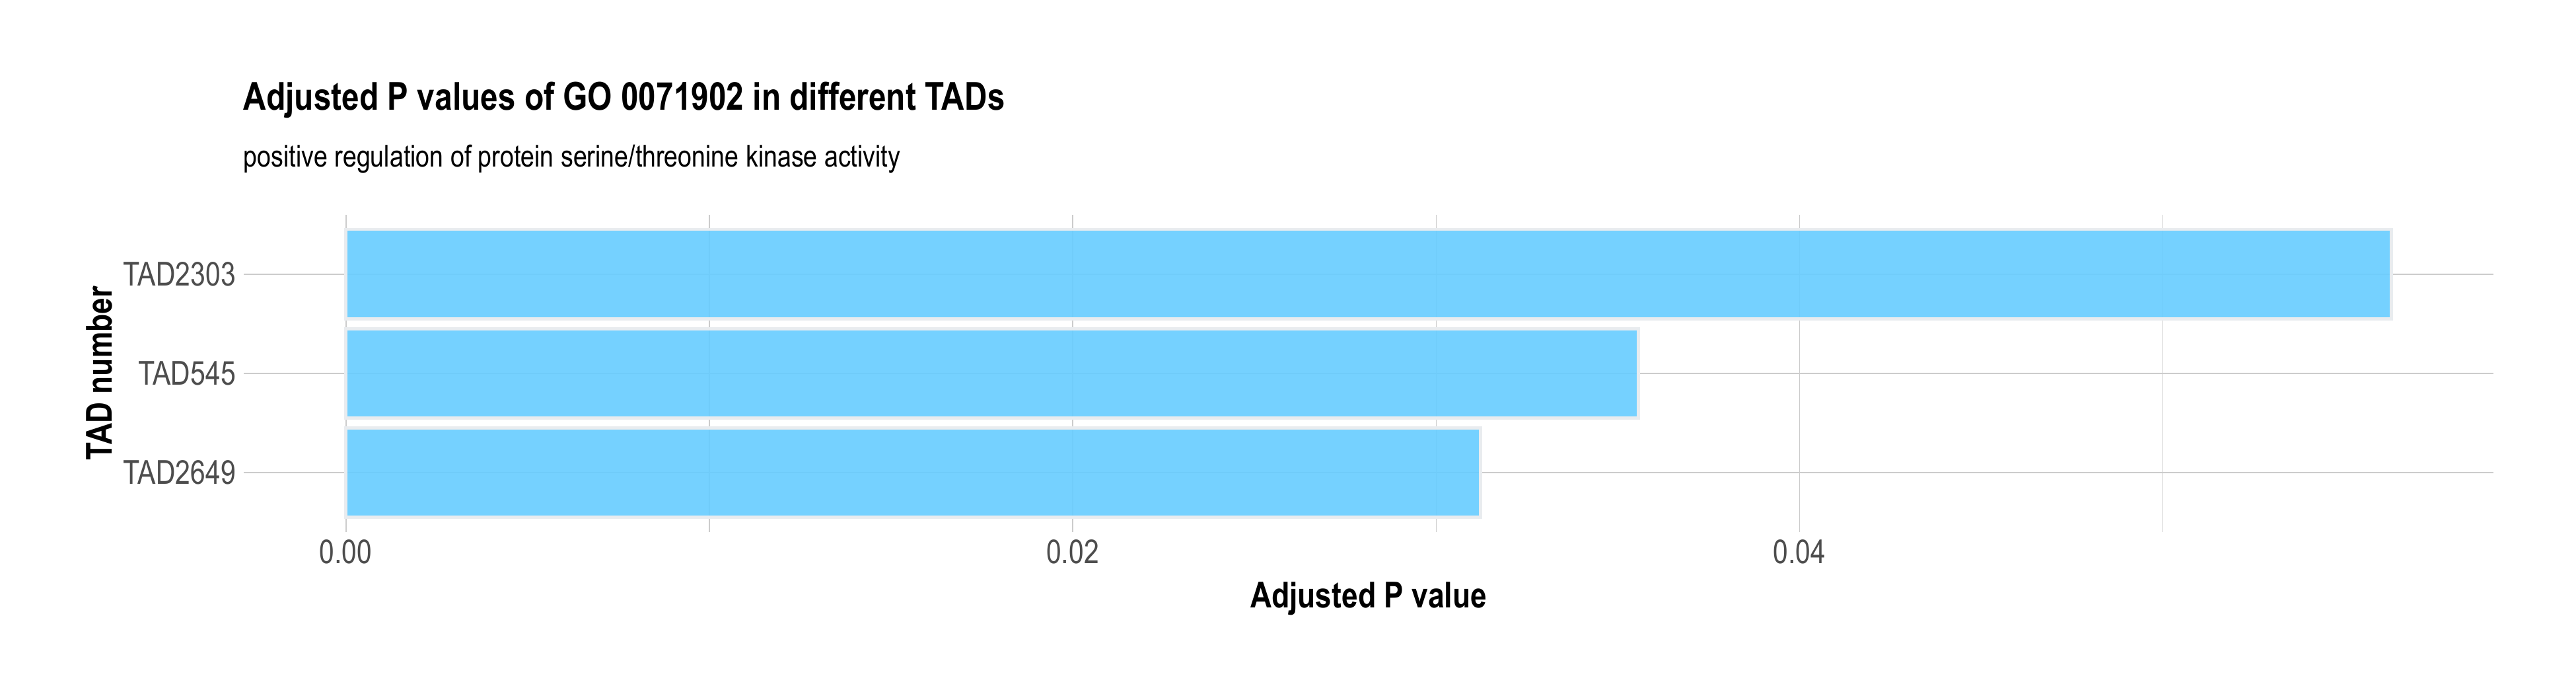 Adjusted P values of GO 0071902 in different TADs
positive regulation of protein serine/threonine kinase activity
TAD number
TAD2303
TAD545
TAD2649
0.00
0.02
0.04
Adjusted P value